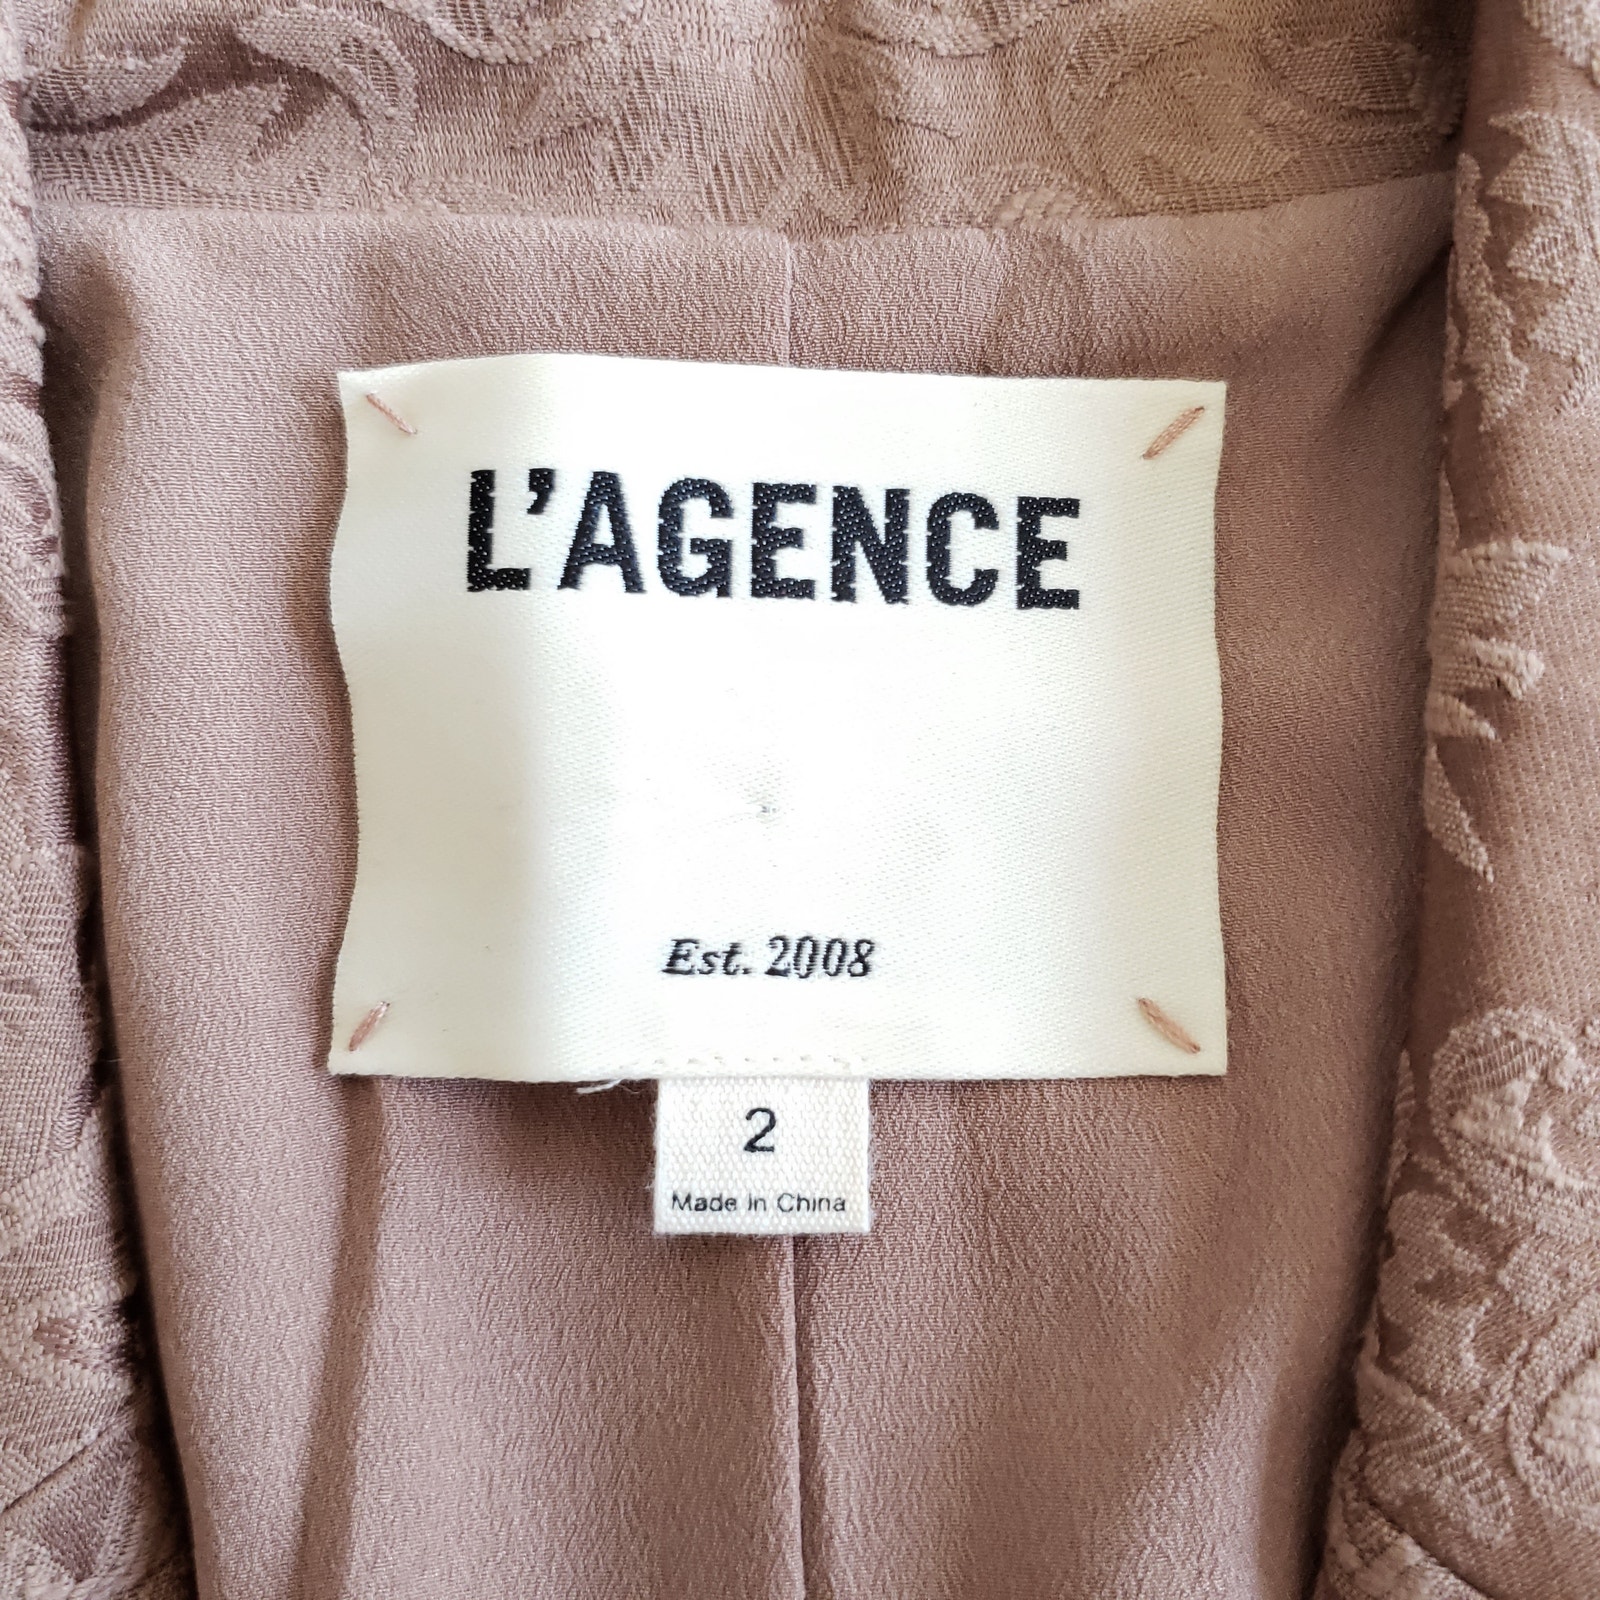 L'AGENCE
Est. 2008
2
Made in China